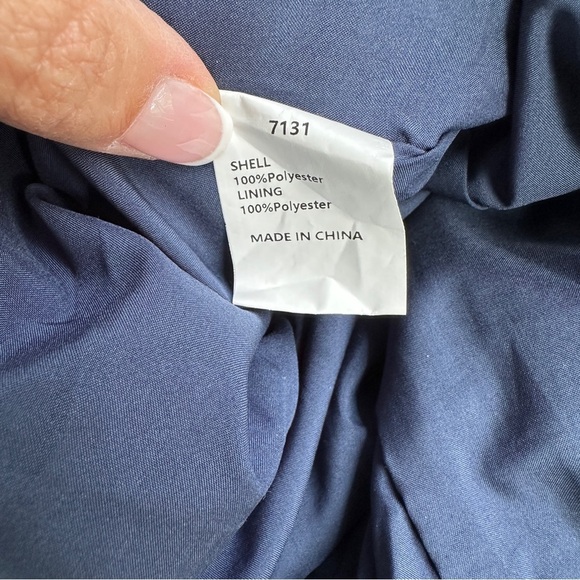 7131
SHELL
100%Polyester
LINING
100%Polyester
MADE IN CHINA